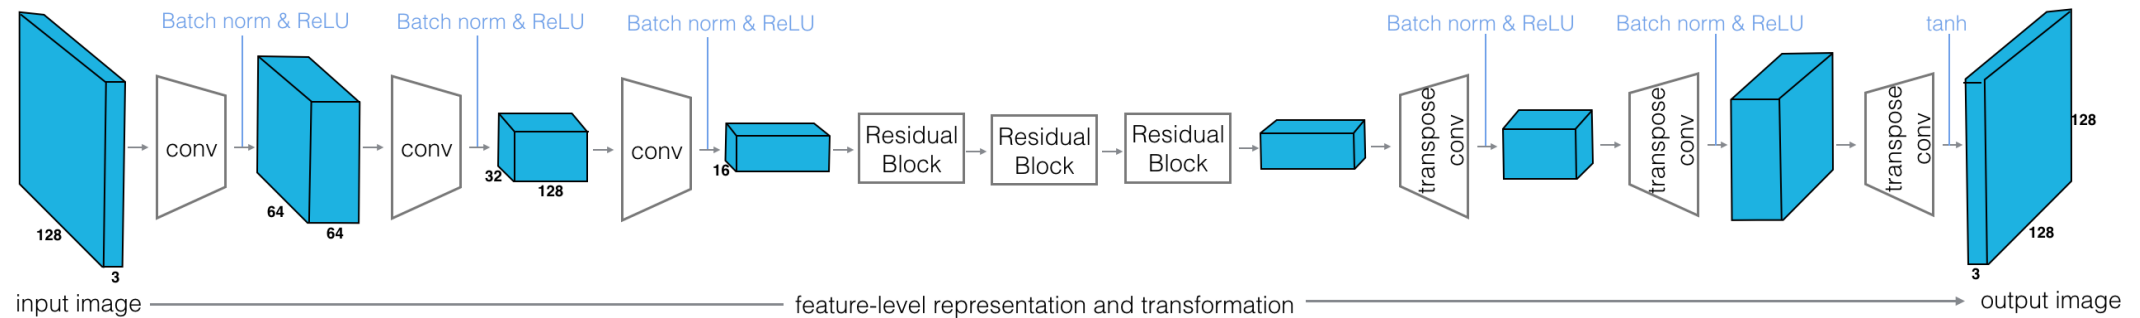 Batch norm & ReLU
Batch norm & ReLU
Batch norm & ReLU
Batch norm & ReLU
Batch norm & ReLU
tanh
128
3
conv
64
64
conv
32
128
conv
16
Residual
Block
Residual
Block
Residual
Block
transpose
conv
transpose
conv
transpose
conv
128
128
3
input image
feature-level representation and transformation
output image